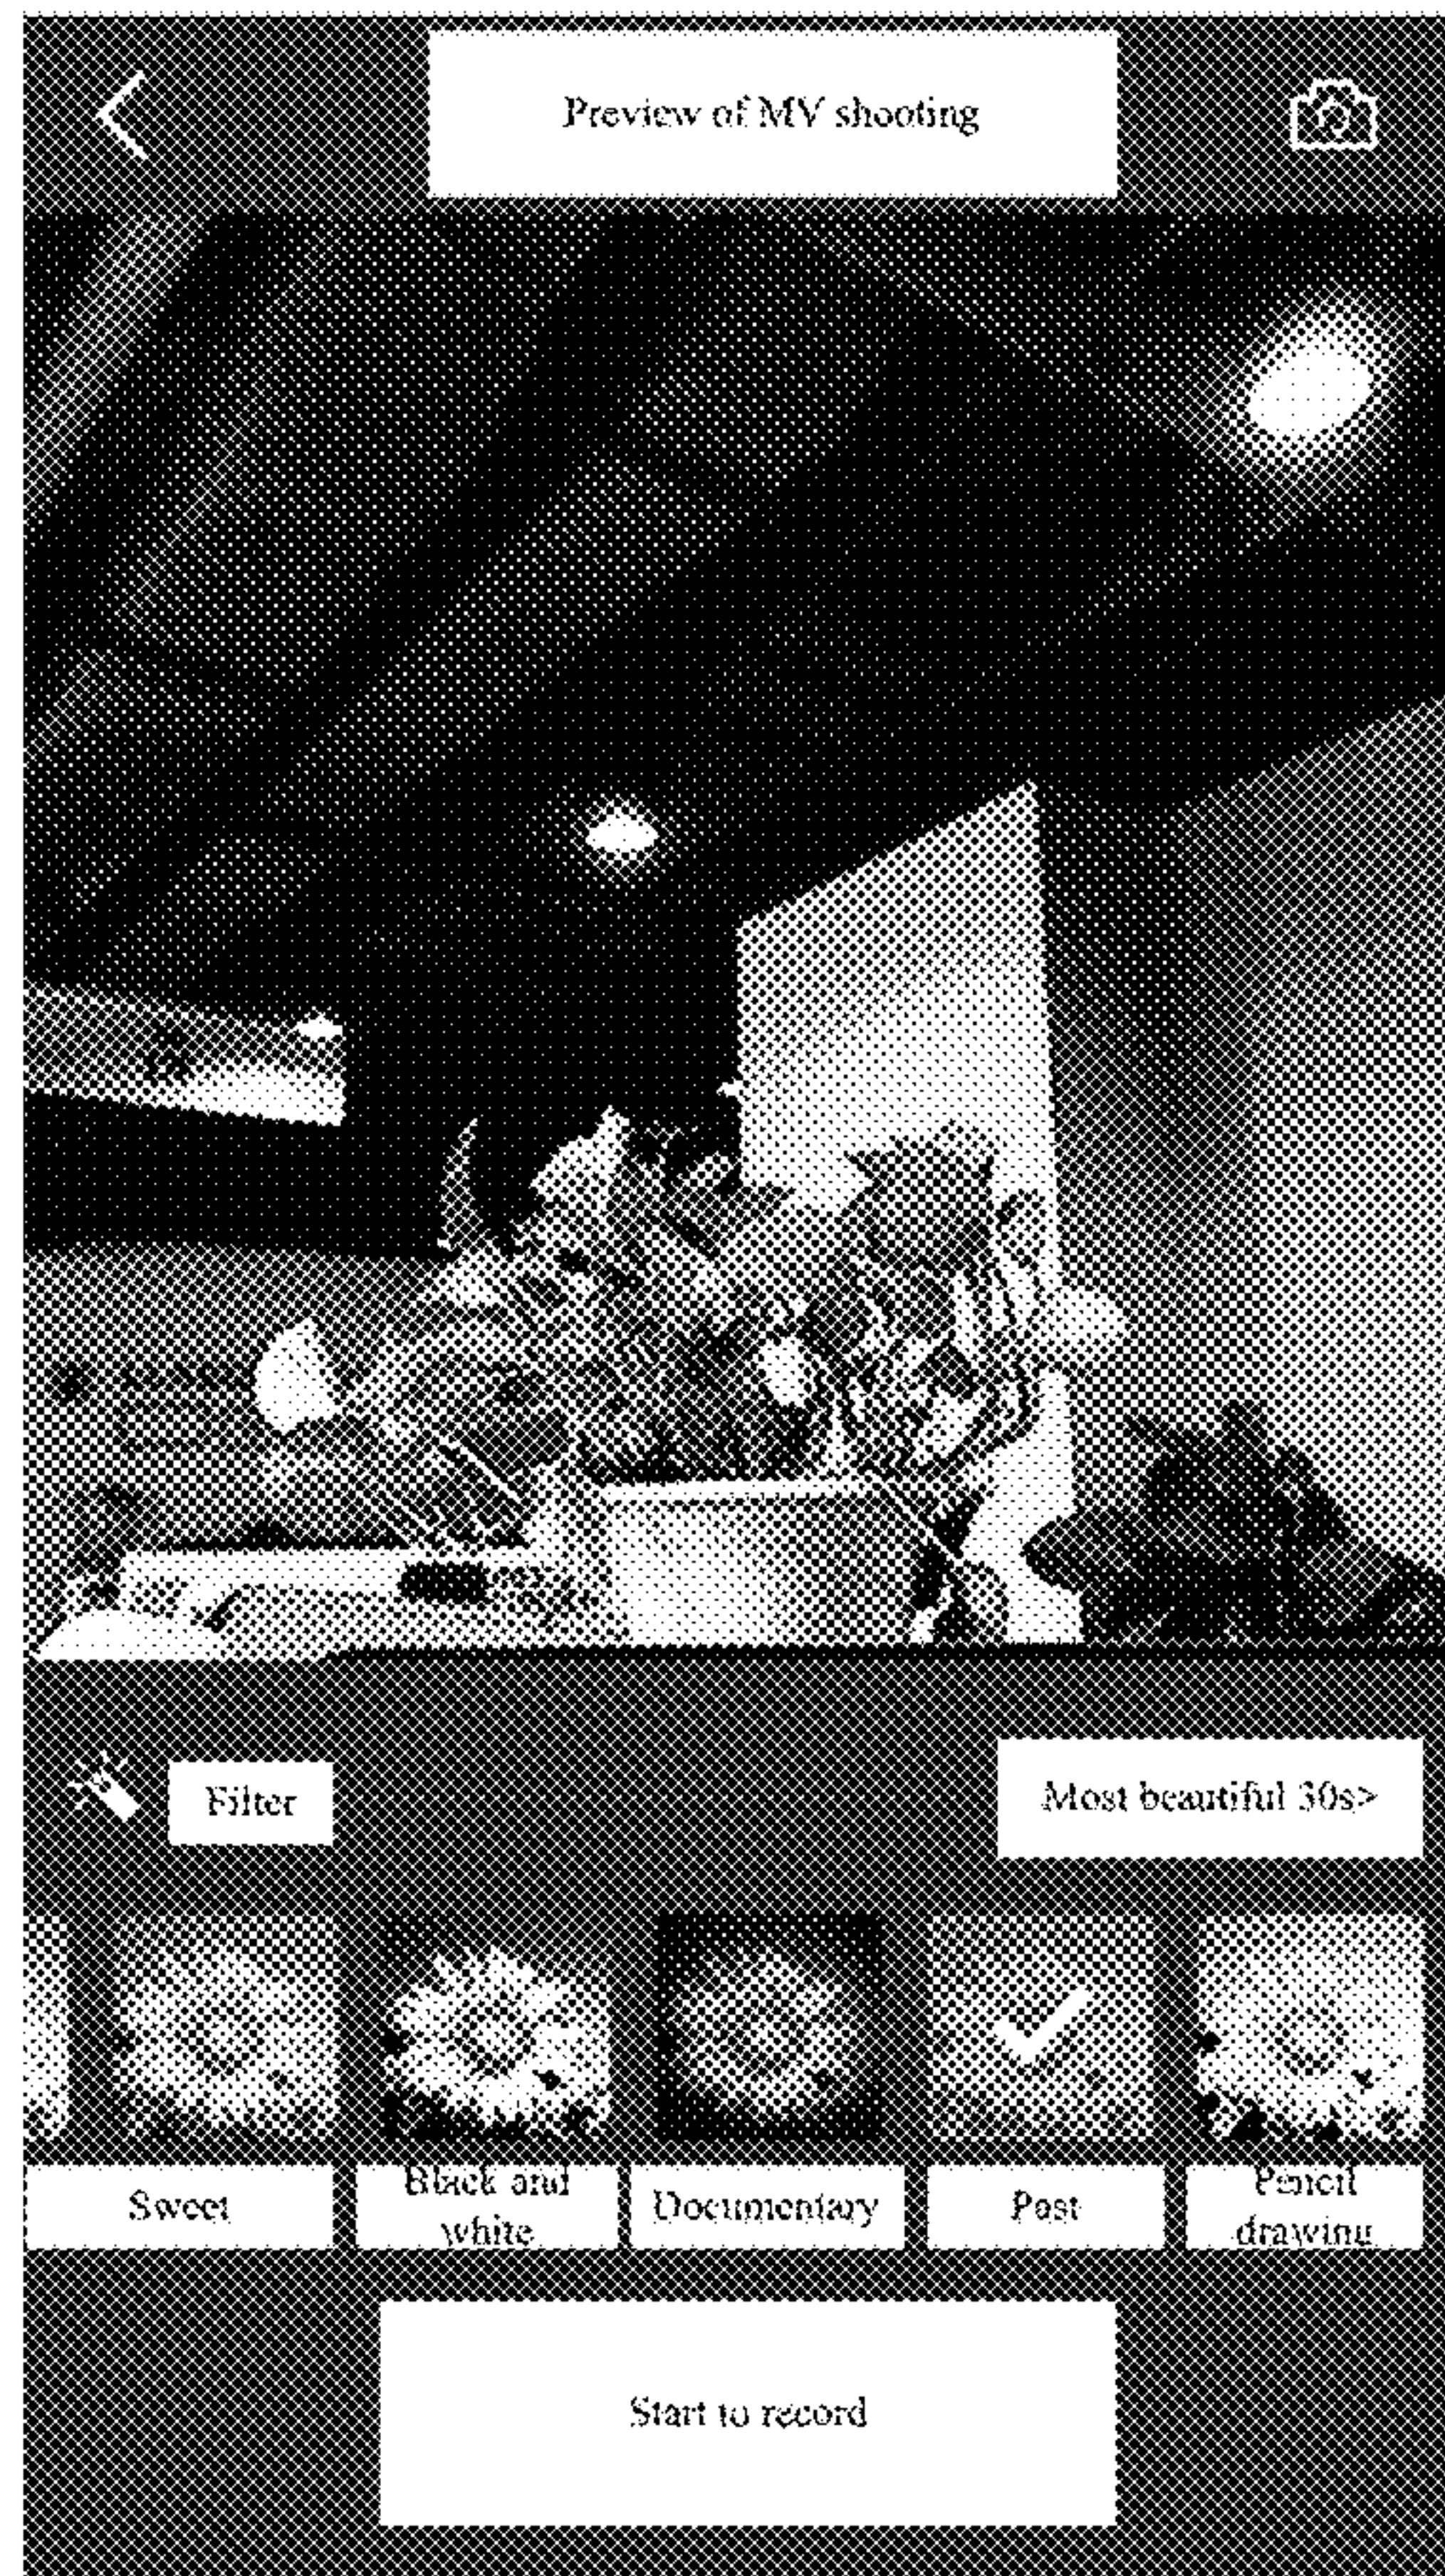 Preview of MV shooting
Filter
Most beautiful 30s>
Sweet
Black and
white
Documentary
Past
Pencil
drawing
Start to record